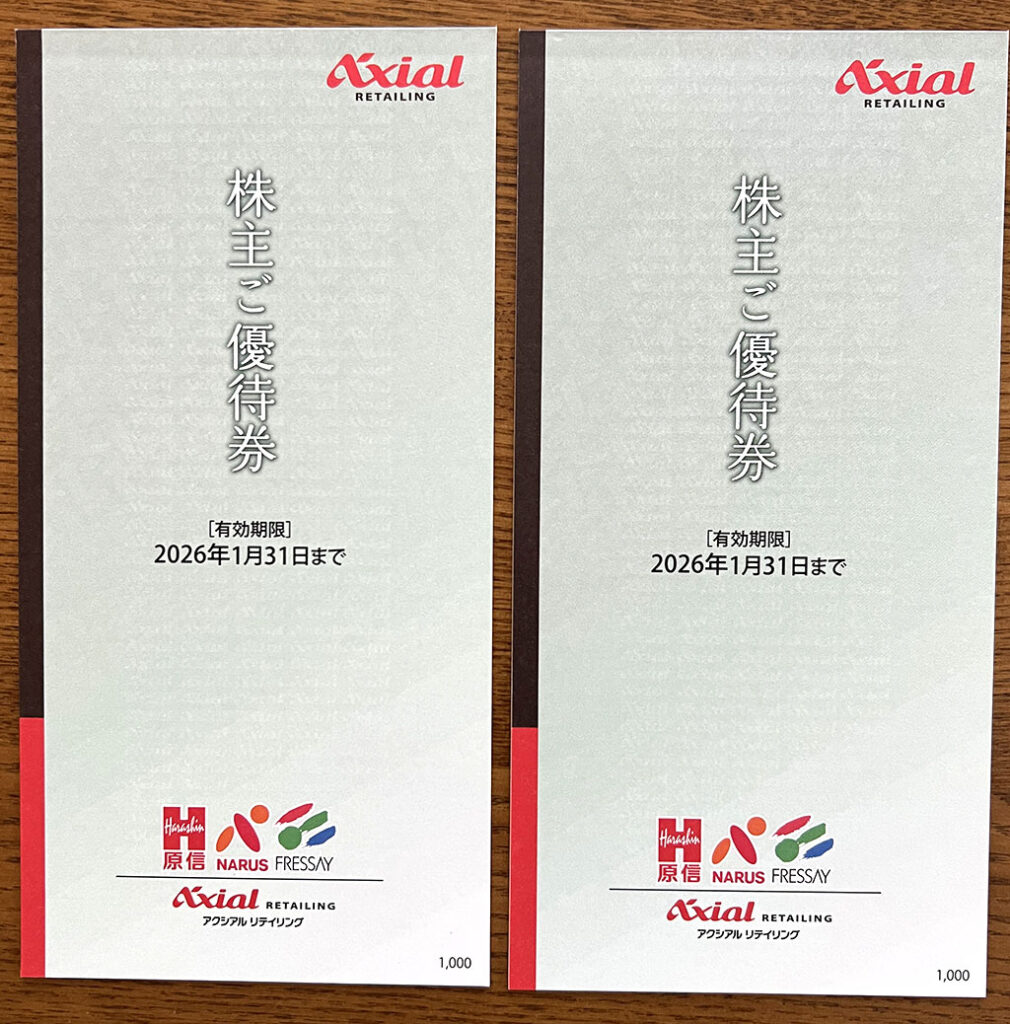 Axial
RETAILING
株主ご優待券
[有効期限]
2026年1月31日まで
Harashin
原信
NARUS
FRESSAY
Axial RETAILING
アクシアル リテイリング
1,000
Axial
RETAILING
株主ご優待券
[有効期限]
2026年1月31日まで
Harashin
原信
NARUS
FRESSAY
Axial RETAILING
アクシアル リテイリング
1,000